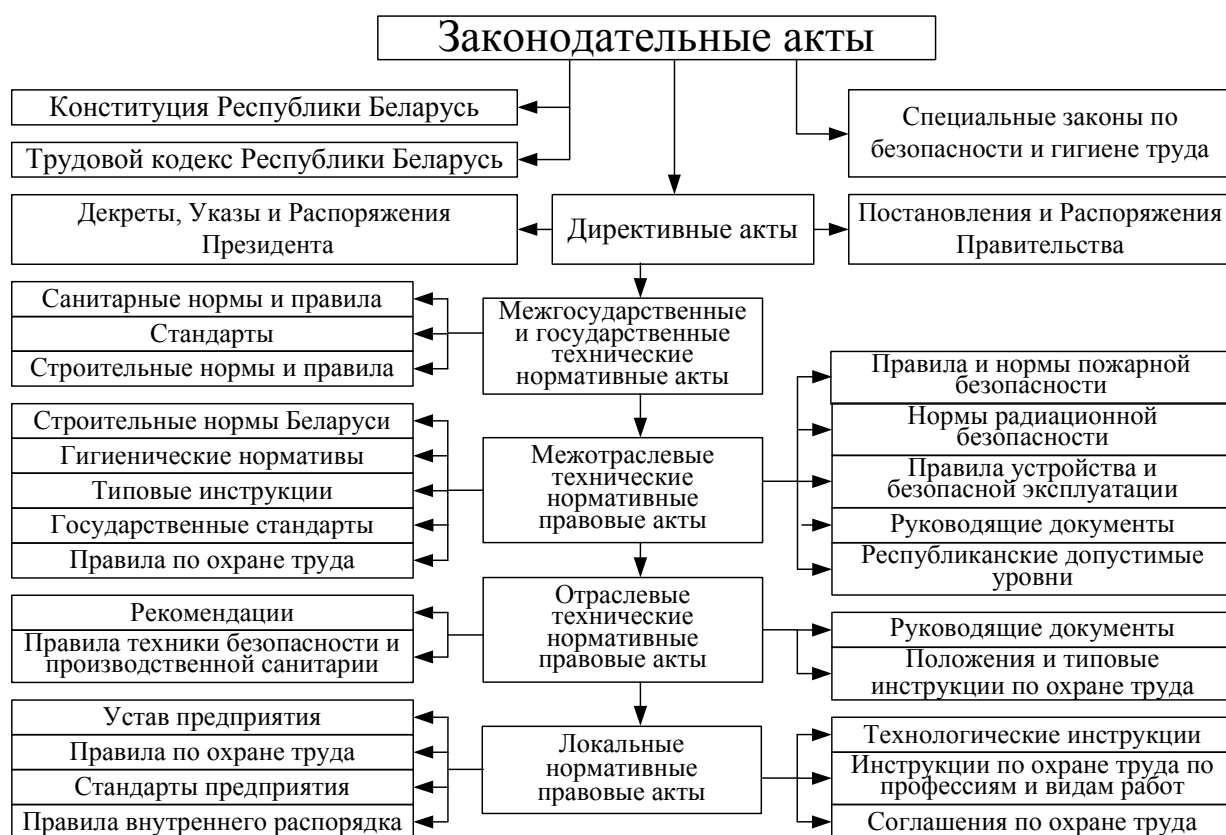 Законодательные акты
Конституция Республики Беларусь
Трудовой кодекс Республики Беларусь
Специальные законы по
безопасности и гигиене труда
Декреты, Указы и Распоряжения
Президента
Директивные акты
Постановления и Распоряжения
Правительства
Санитарные нормы и правила
Стандарты
Строительные нормы и правила
Межгосударственные
и государственные
технические
нормативные акты
Правила и нормы пожарной
безопасности
Нормы радиационной
безопасности
Правила устройства и
безопасной эксплуатации
Руководящие документы
Республиканские допустимые
уровни
Строительные нормы Беларуси
Гигиенические нормативы
Типовые инструкции
Государственные стандарты
Правила по охране труда
Межотраслевые
технические
нормативные
правовые акты
Рекомендации
Правила техники безопасности и
производственной санитарии
Отраслевые
технические
нормативные
правовые акты
Руководящие документы
Положения и типовые
инструкции по охране труда
Устав предприятия
Правила по охране труда
Стандарты предприятия
Правила внутреннего распорядка
Локальные
нормативные
правовые акты
Технологические инструкции
Инструкции по охране труда по
профессиям и видам работ
Соглашения по охране труда